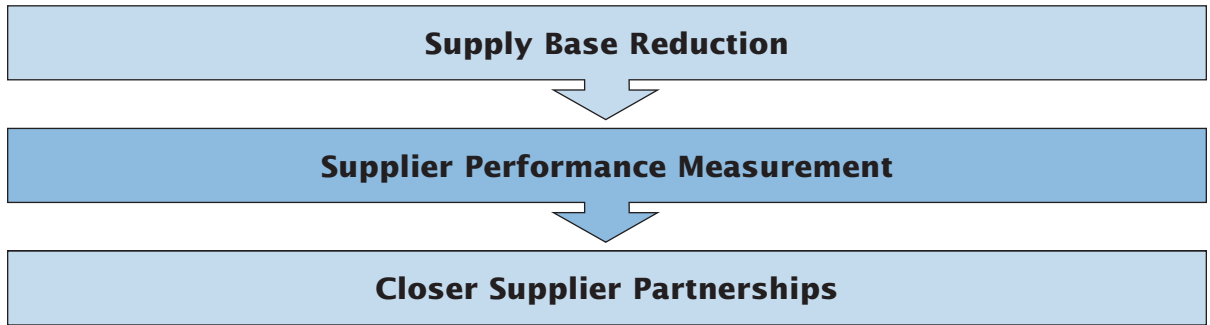 Supply Base Reduction
Supplier Performance Measurement
Closer Supplier Partnerships